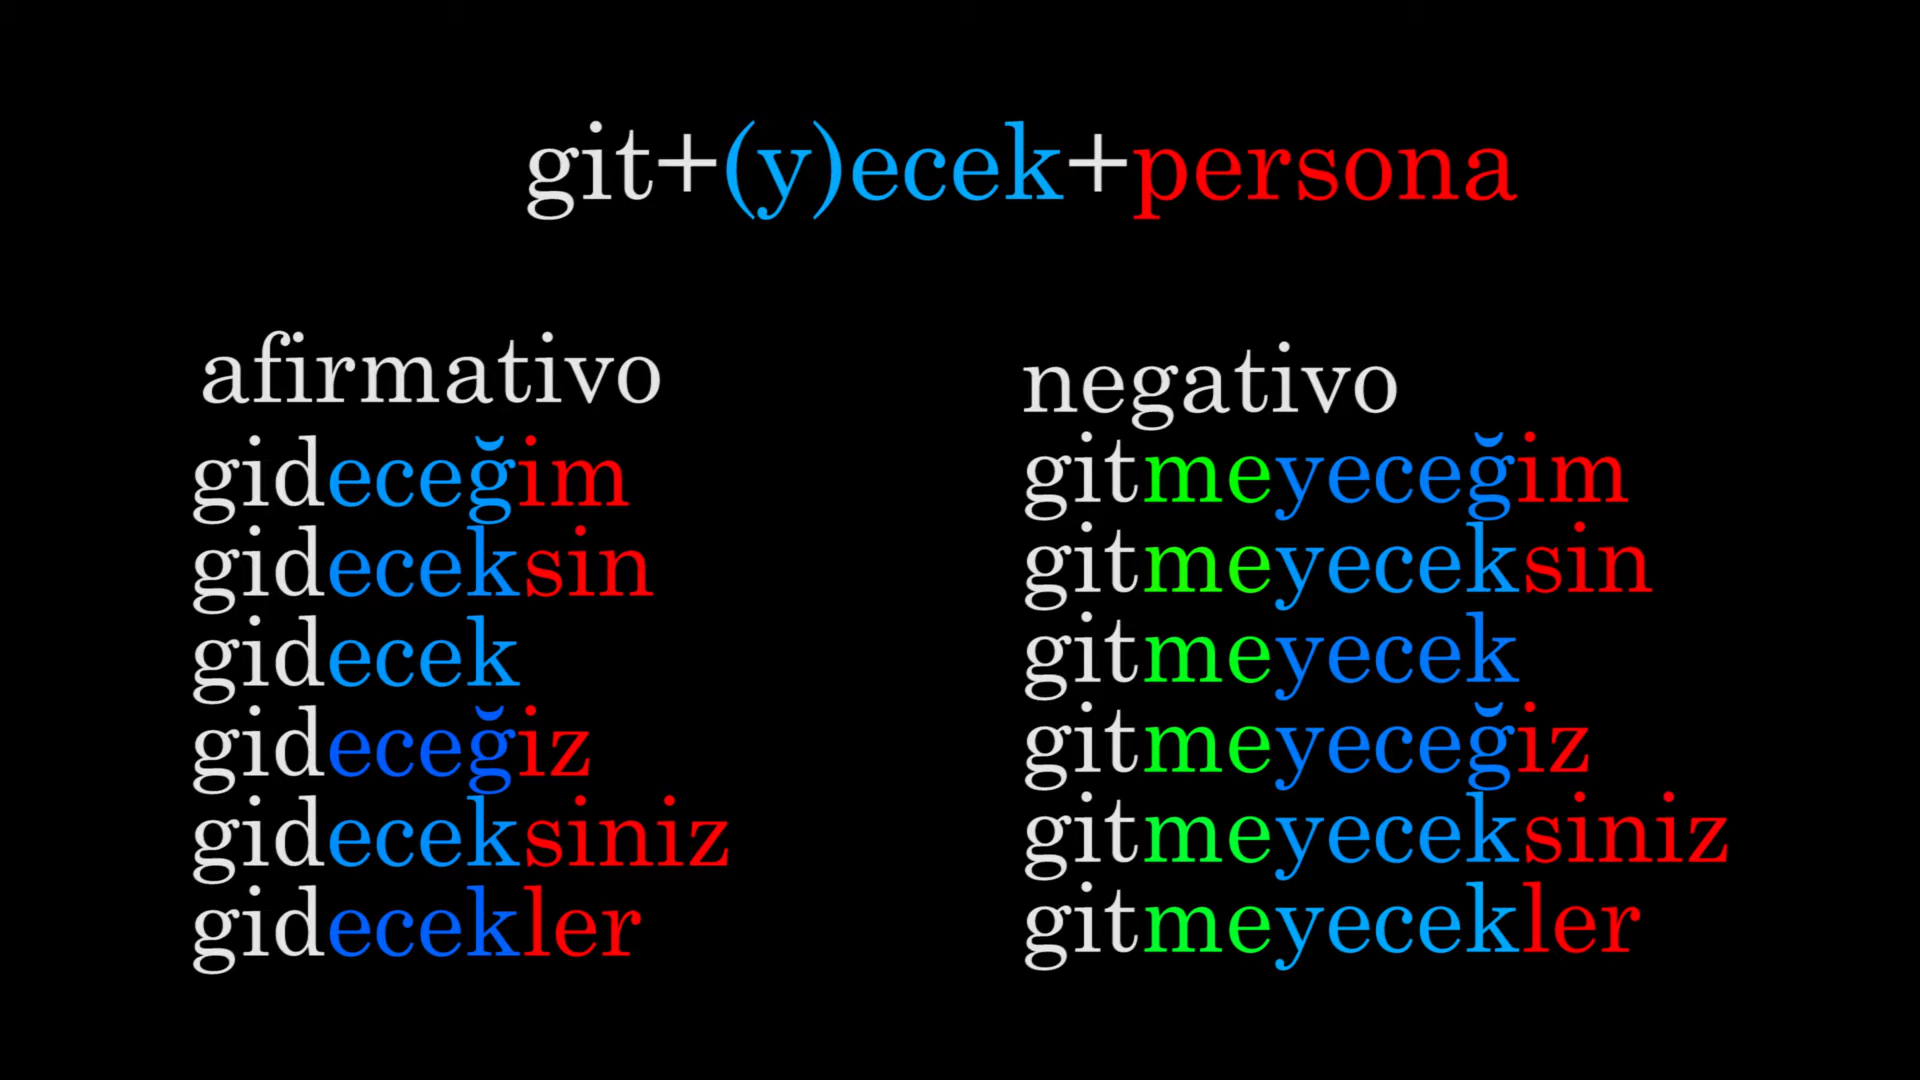 git+(y)ecek+persona
afirmativo
gideceğim
gideceksin
gidecek
gideceğiz
gideceksiniz
gidecekler
negativo
gitmeyeceğim
gitmeyeceksin
gitmeyecek
gitmeyeceğiz
gitmeyeceksiniz
gitmeyecekler